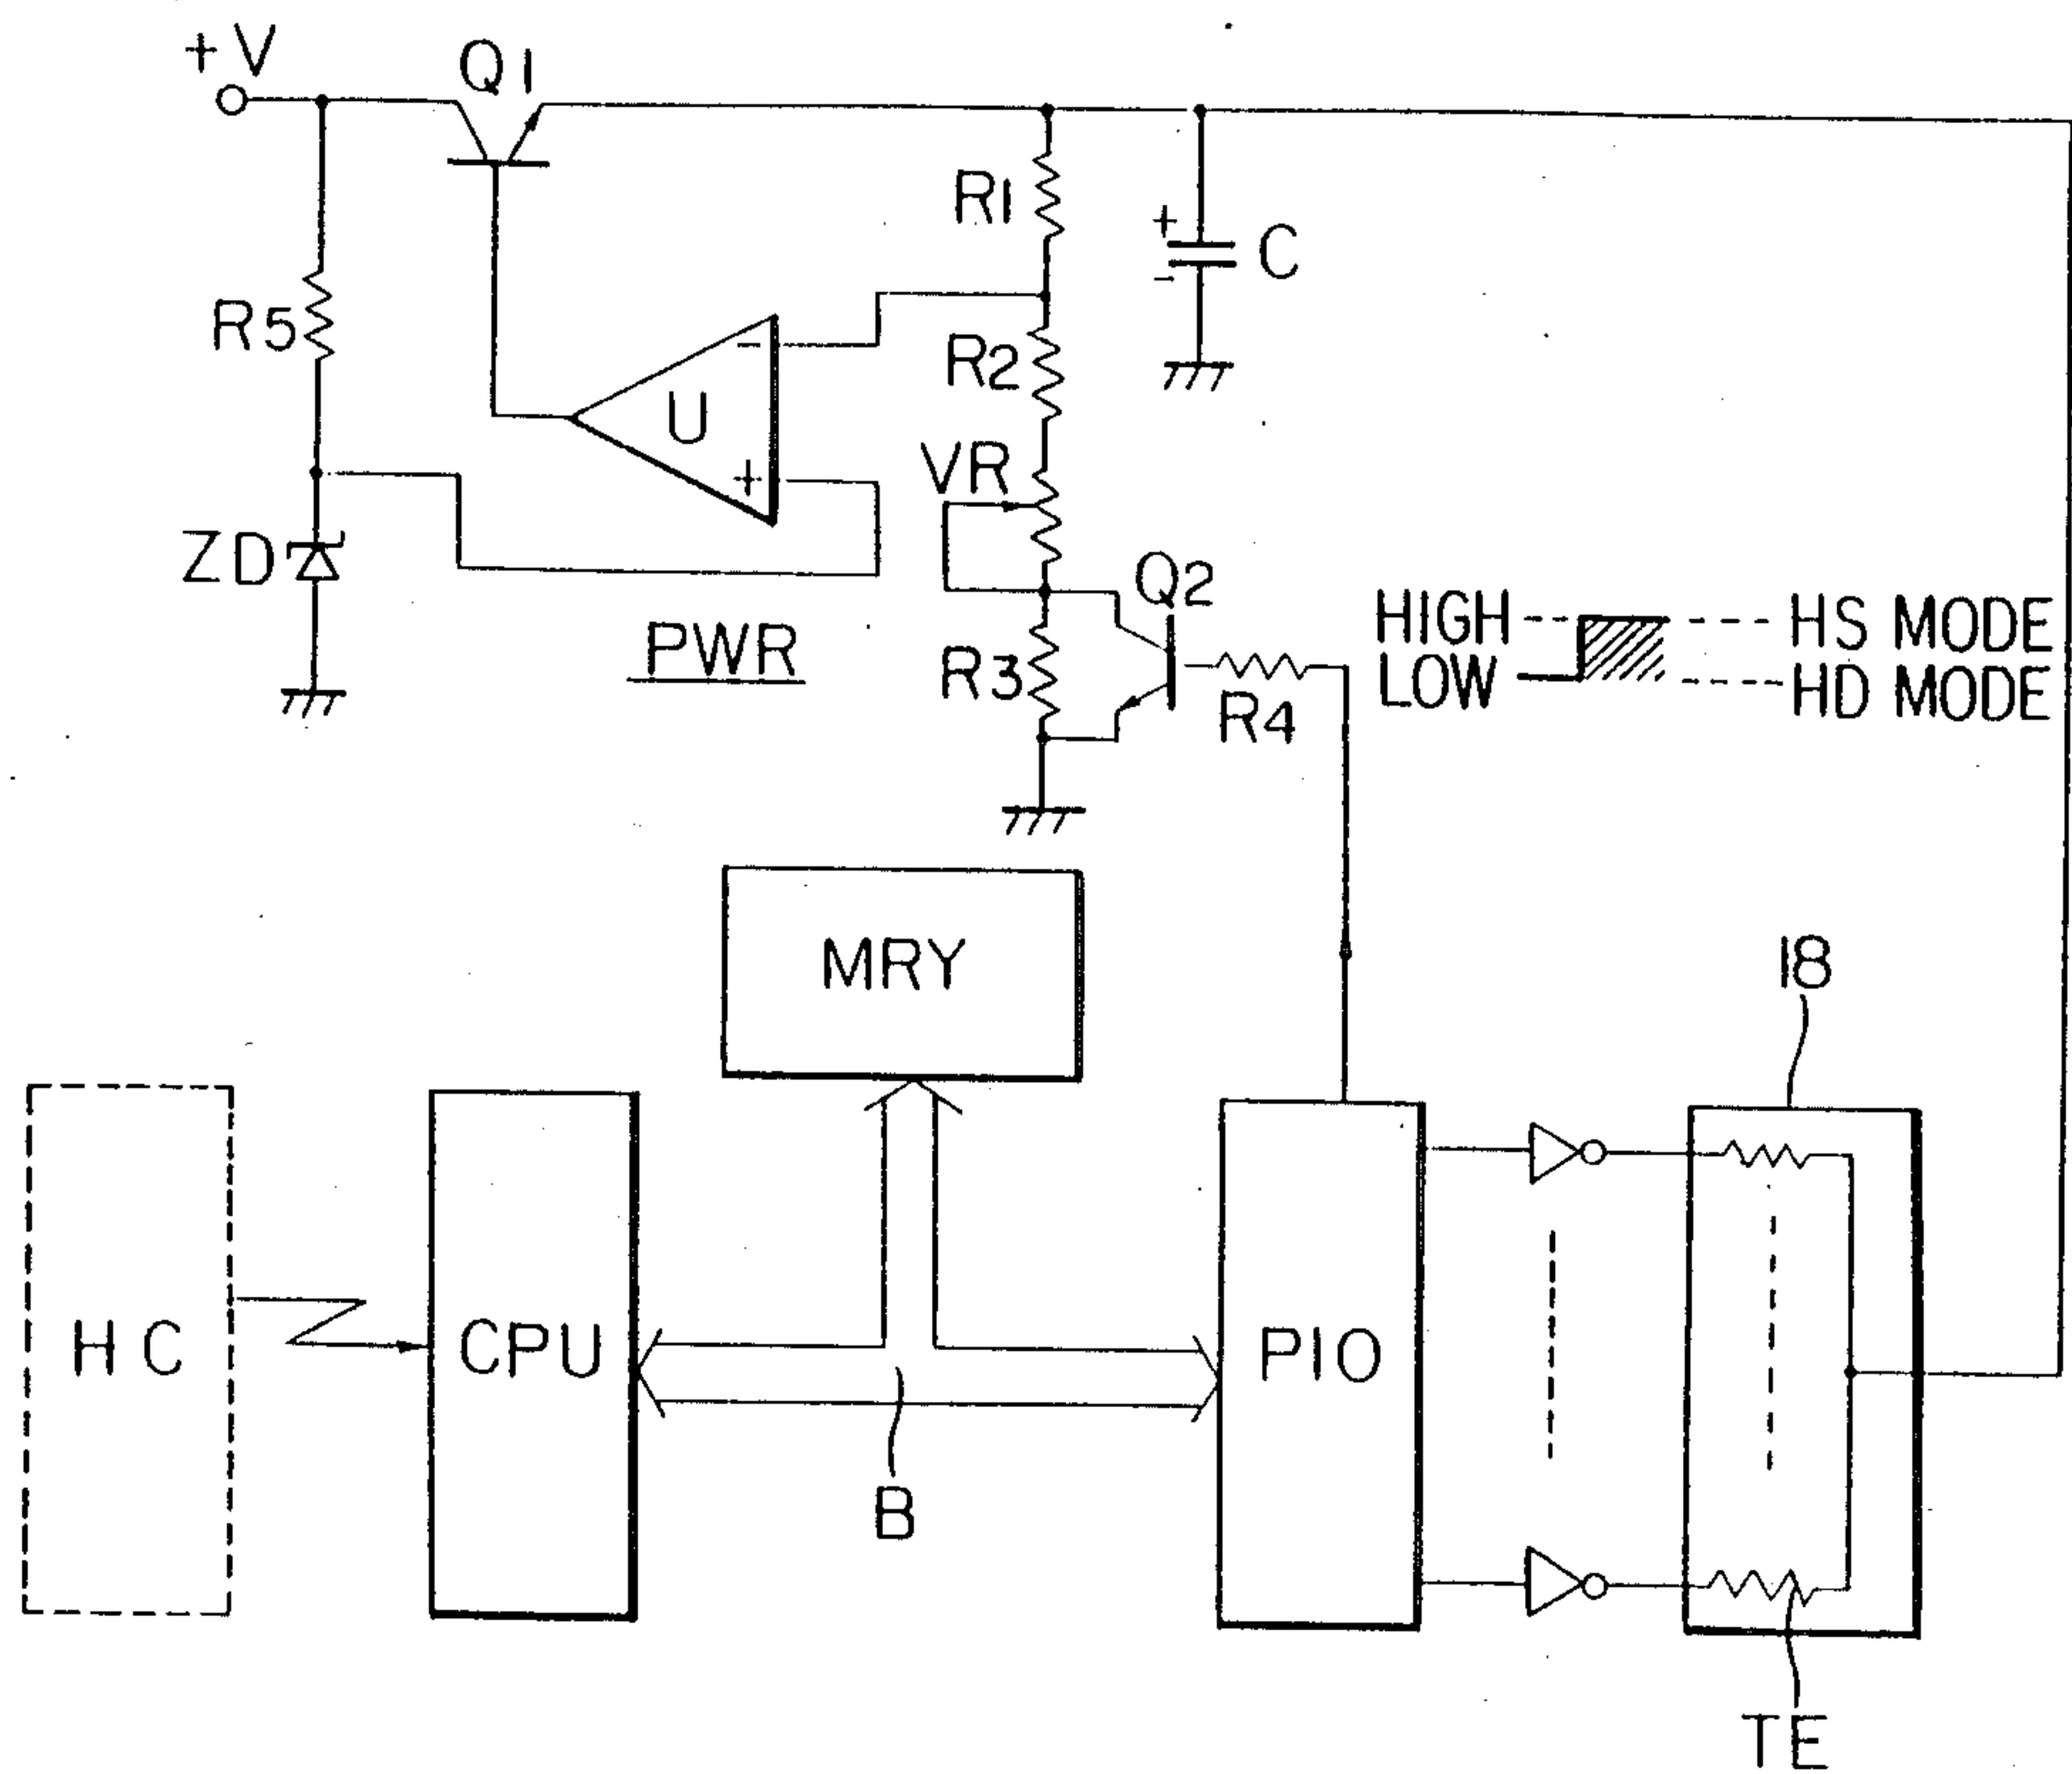 +V
Q1
R1
+
-
C
R5
R2
-
U
+
VR
ZD
Q2
PWR
HIGH HS MODE
LOW HD MODE
R3
R4
MRY
18
HC
CPU
PIO
B
TE